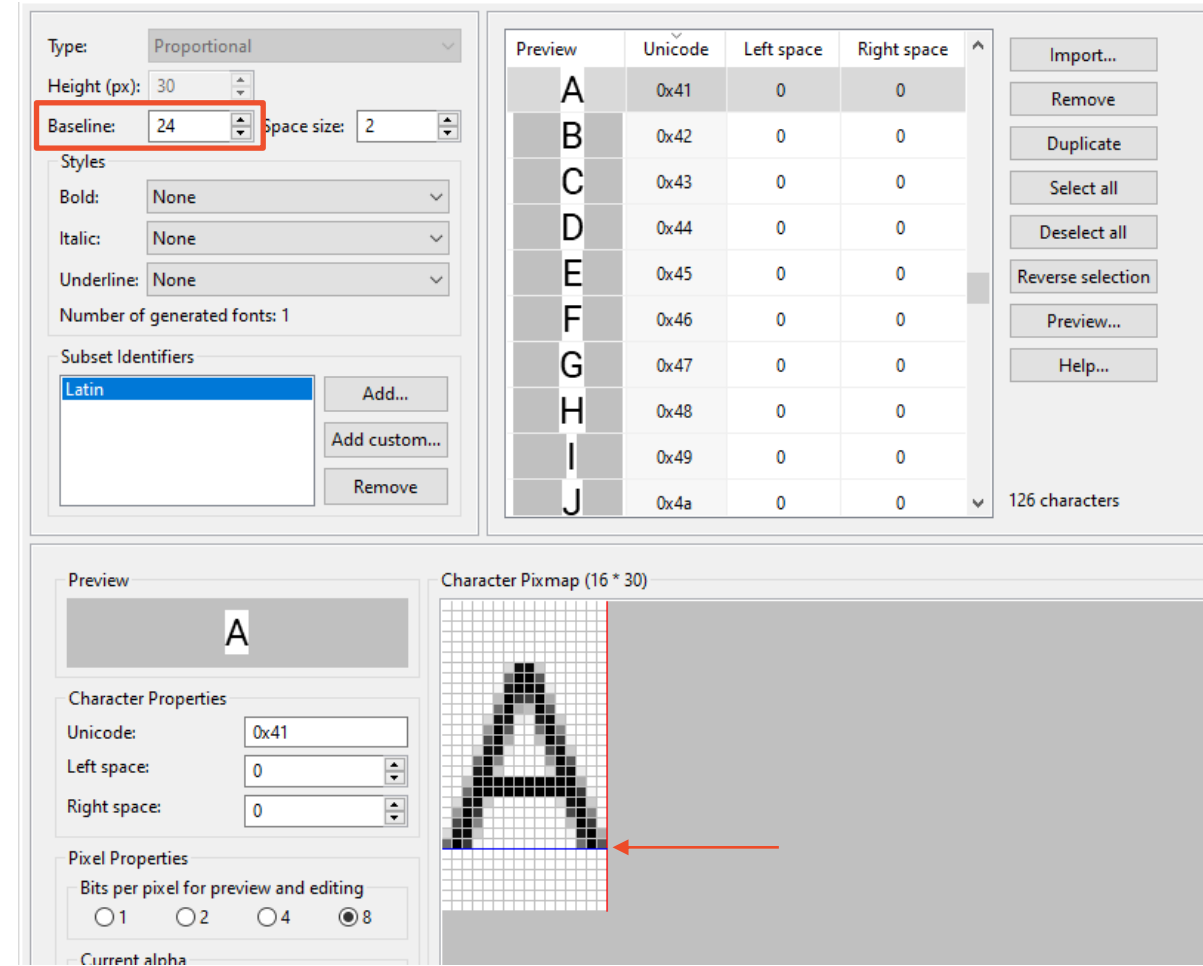 Type: Proportional
Height (px): 30
Baseline: 24 Space size: 2
Styles
Bold: None
Italic: None
Underline: None
Number of generated fonts: 1
Subset Identifiers
Latin
Add...
Add custom...
Remove
Preview Unicode Left space Right space
A 0x41 0 0
B 0x42 0 0
C 0x43 0 0
D 0x44 0 0
E 0x45 0 0
F 0x46 0 0
G 0x47 0 0
H 0x48 0 0
I 0x49 0 0
J 0x4a 0 0
Import...
Remove
Duplicate
Select all
Deselect all
Reverse selection
Preview...
Help...
126 characters
Preview
A
Character Properties
Unicode: 0x41
Left space: 0
Right space: 0
Pixel Properties
Bits per pixel for preview and editing
1 2 4 8
Current alpha
Character Pixmap (16 * 30)
A